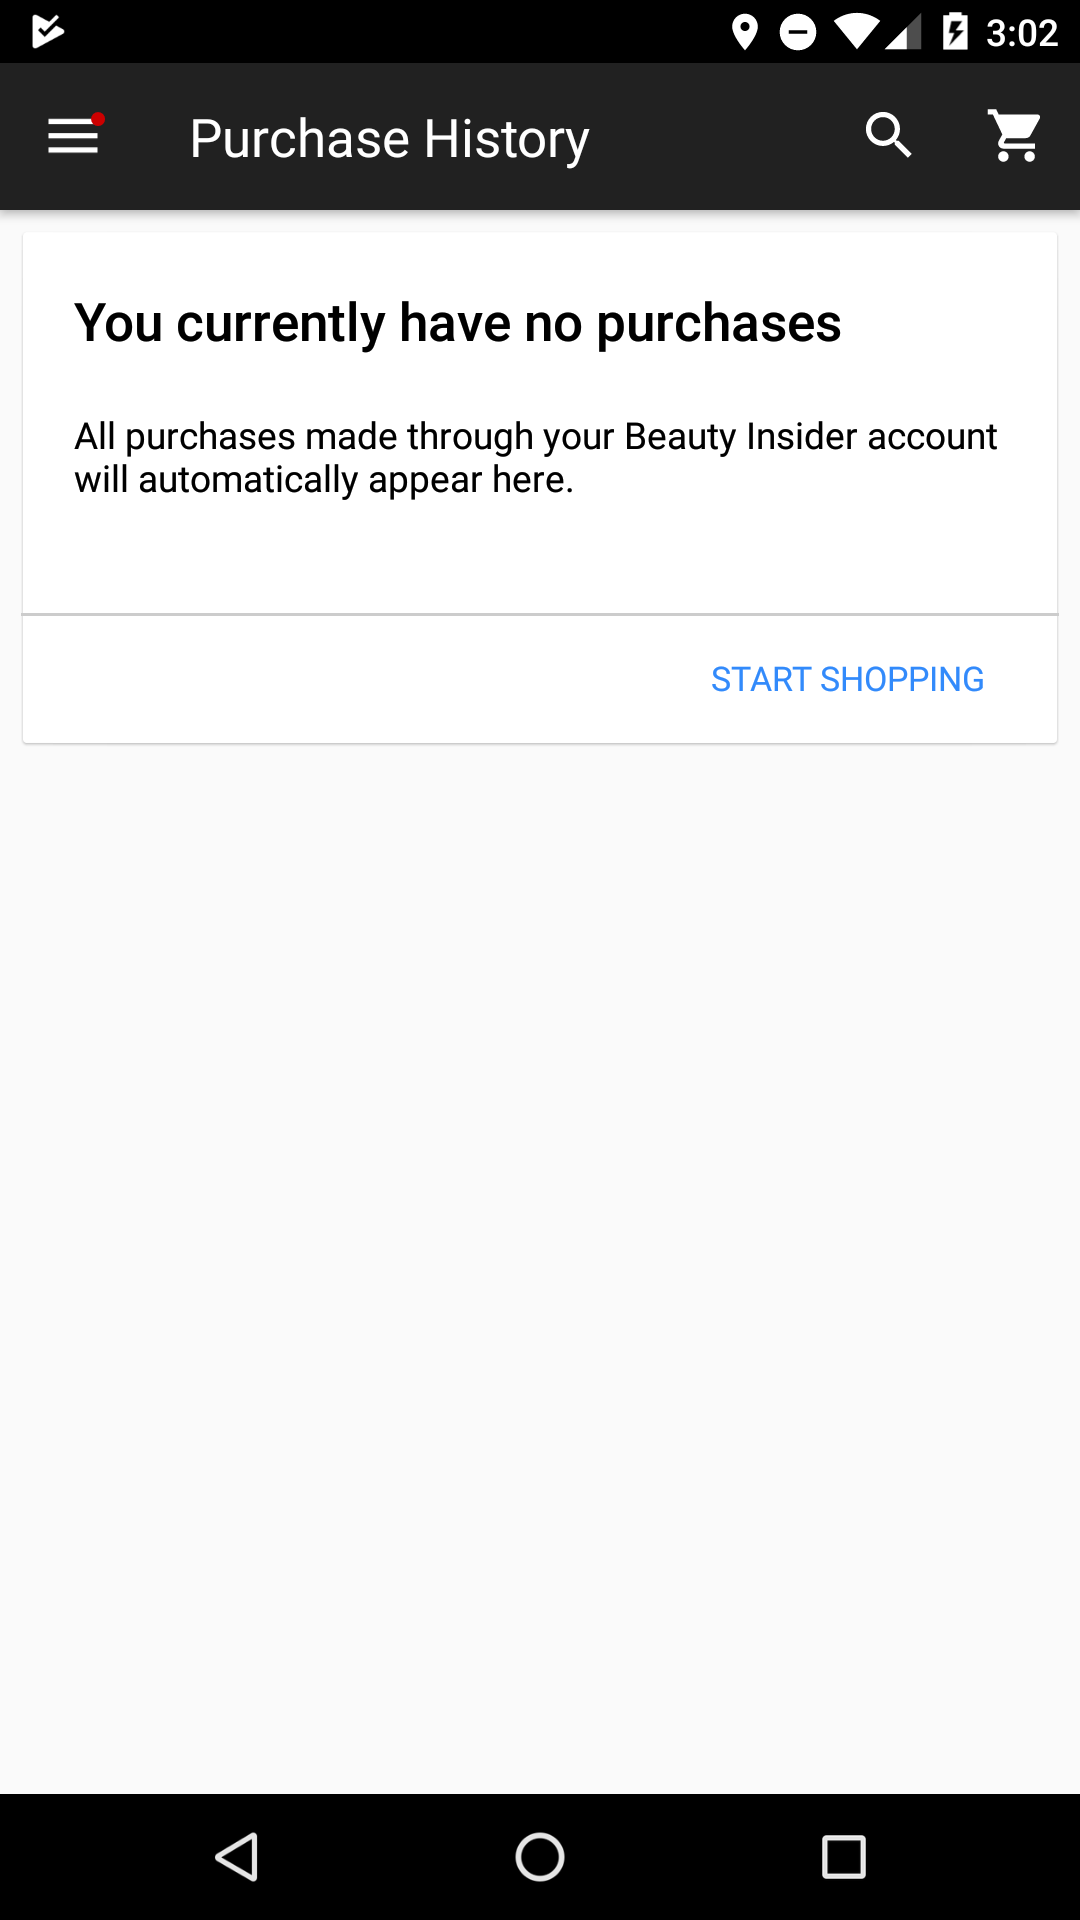 3:02
Purchase History
You currently have no purchases
All purchases made through your Beauty Insider account
will automatically appear here.
START SHOPPING